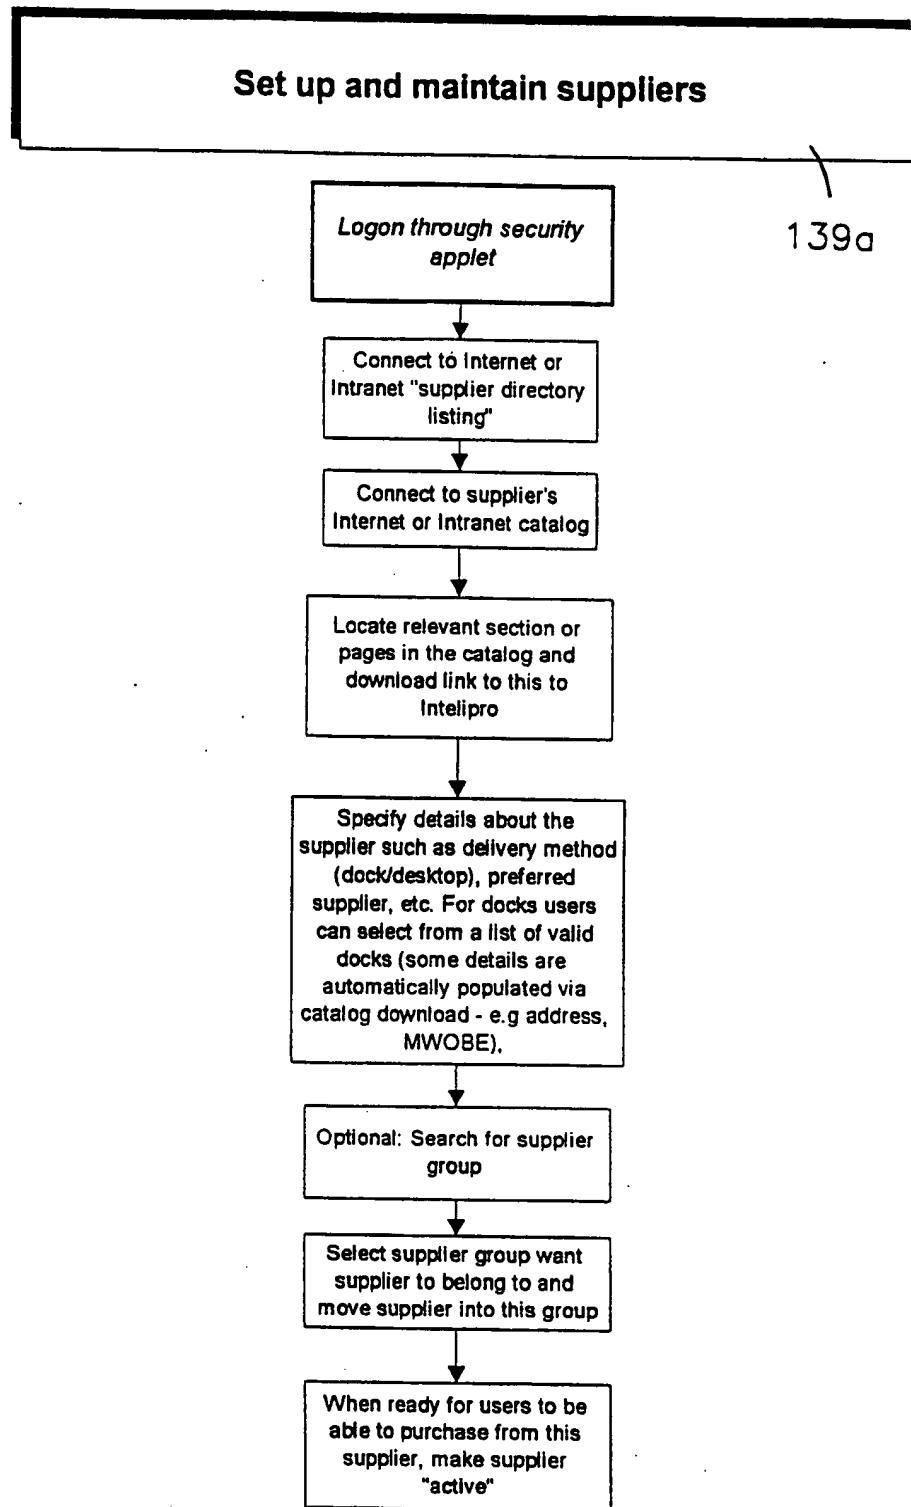 Set up and maintain suppliers
139a
Logon through security
applet
Connect to Internet or
Intranet "supplier directory
listing"
Connect to supplier's
Internet or Intranet catalog
Locate relevant section or
pages in the catalog and
download link to this to
Intelipro
Specify details about the
supplier such as delivery method
(dock/desktop), preferred
supplier, etc. For docks users
can select from a list of valid
docks (some details are
automatically populated via
catalog download - e.g address,
MWOBE),
Optional: Search for supplier
group
Select supplier group want
supplier to belong to and
move supplier into this group
When ready for users to be
able to purchase from this
supplier, make supplier
"active"